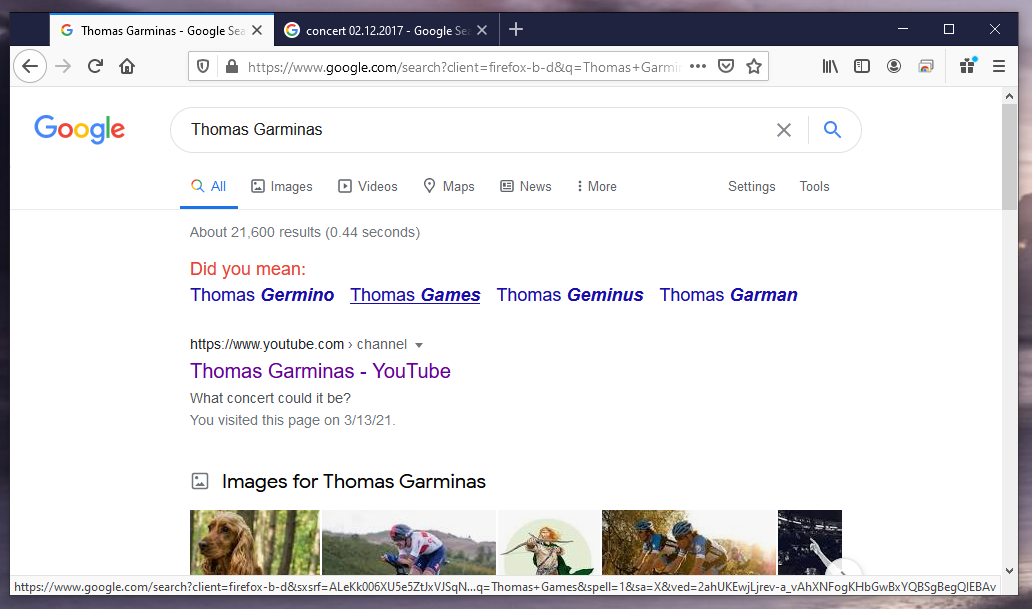 Thomas Garminas - Google Sea
concert 02.12.2017 - Google Se
https://www.google.com/search?client=firefox-b-d&q=Thomas+Garmi
Google
Thomas Garminas
All Images Videos Maps News More Settings Tools
About 21,600 results (0.44 seconds)
Did you mean:
Thomas Germino Thomas Games Thomas Geminus Thomas Garman
https://www.youtube.com › channel
Thomas Garminas - YouTube
What concert could it be?
You visited this page on 3/13/21.
Images for Thomas Garminas
https://www.google.com/search?client=firefox-b-d&sxsrf=ALeKk006XU5e5ZtJxVJSqN...q=Thomas+Games&spell=1&sa=X&ved=2ahUKEwjLjrev-a_vAhXNFogKHbGwBxYQBSgBegQIEBAv